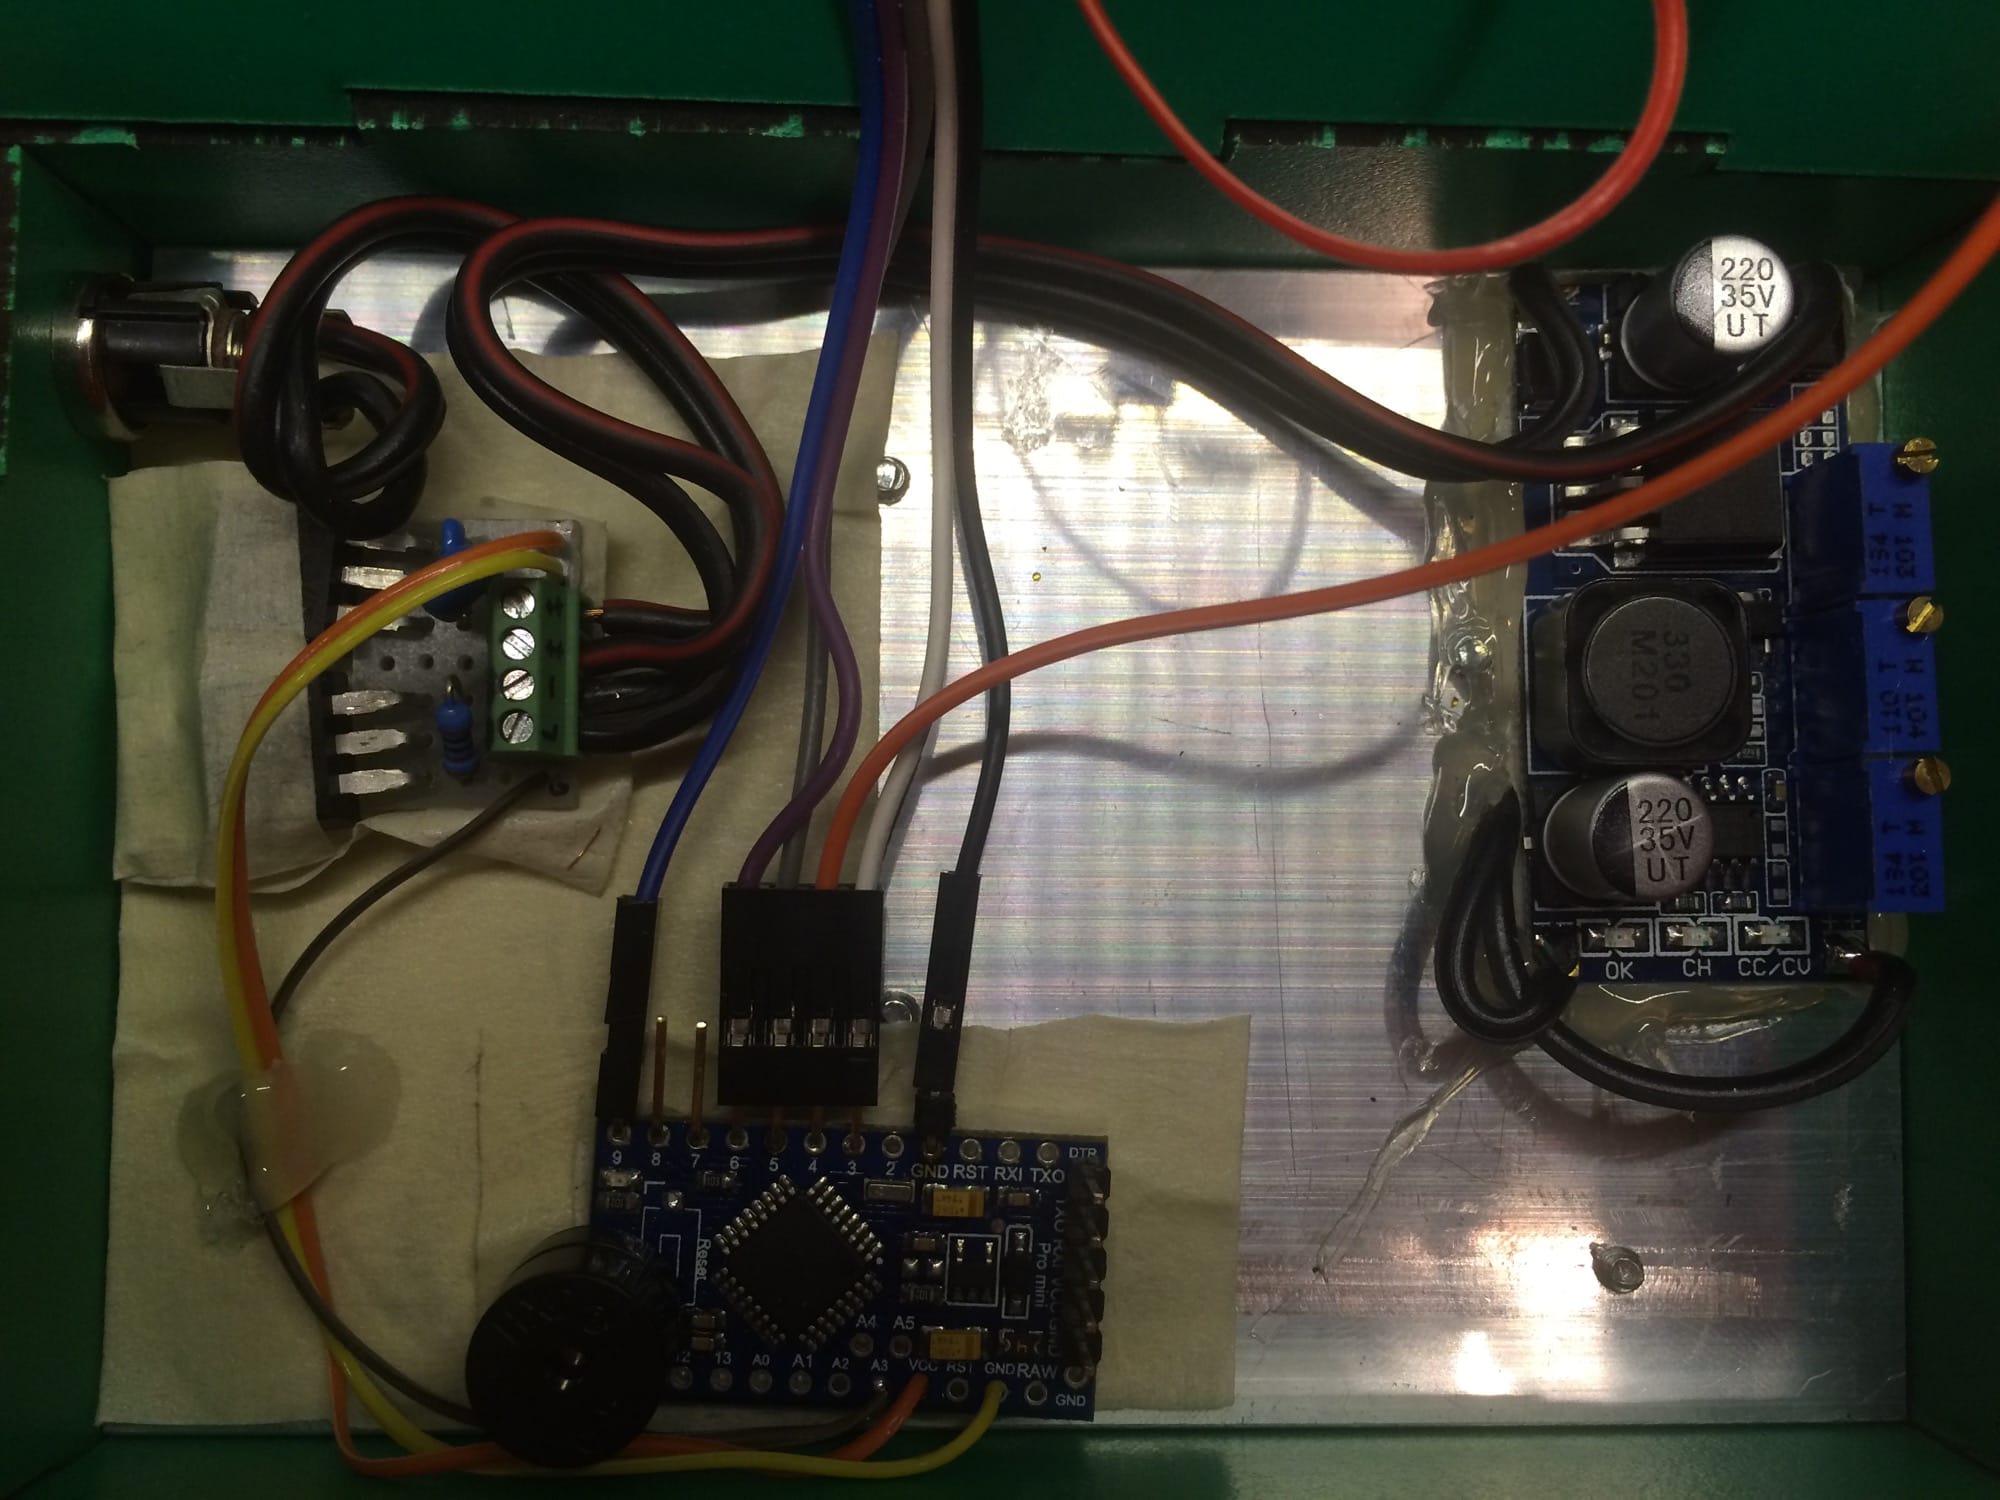 220
35V
UT
H 103
T
H 104
110 T
330
M201
220
35V
UT
H 103
T
OK CH CC/CV
9 8 7 6 5 4 3 2 GND RST RXI TXO DTR
Reset
Pro mini
A4 A5
12 13 A0 A1 A2 A3 VCC RST GND RAW
GND